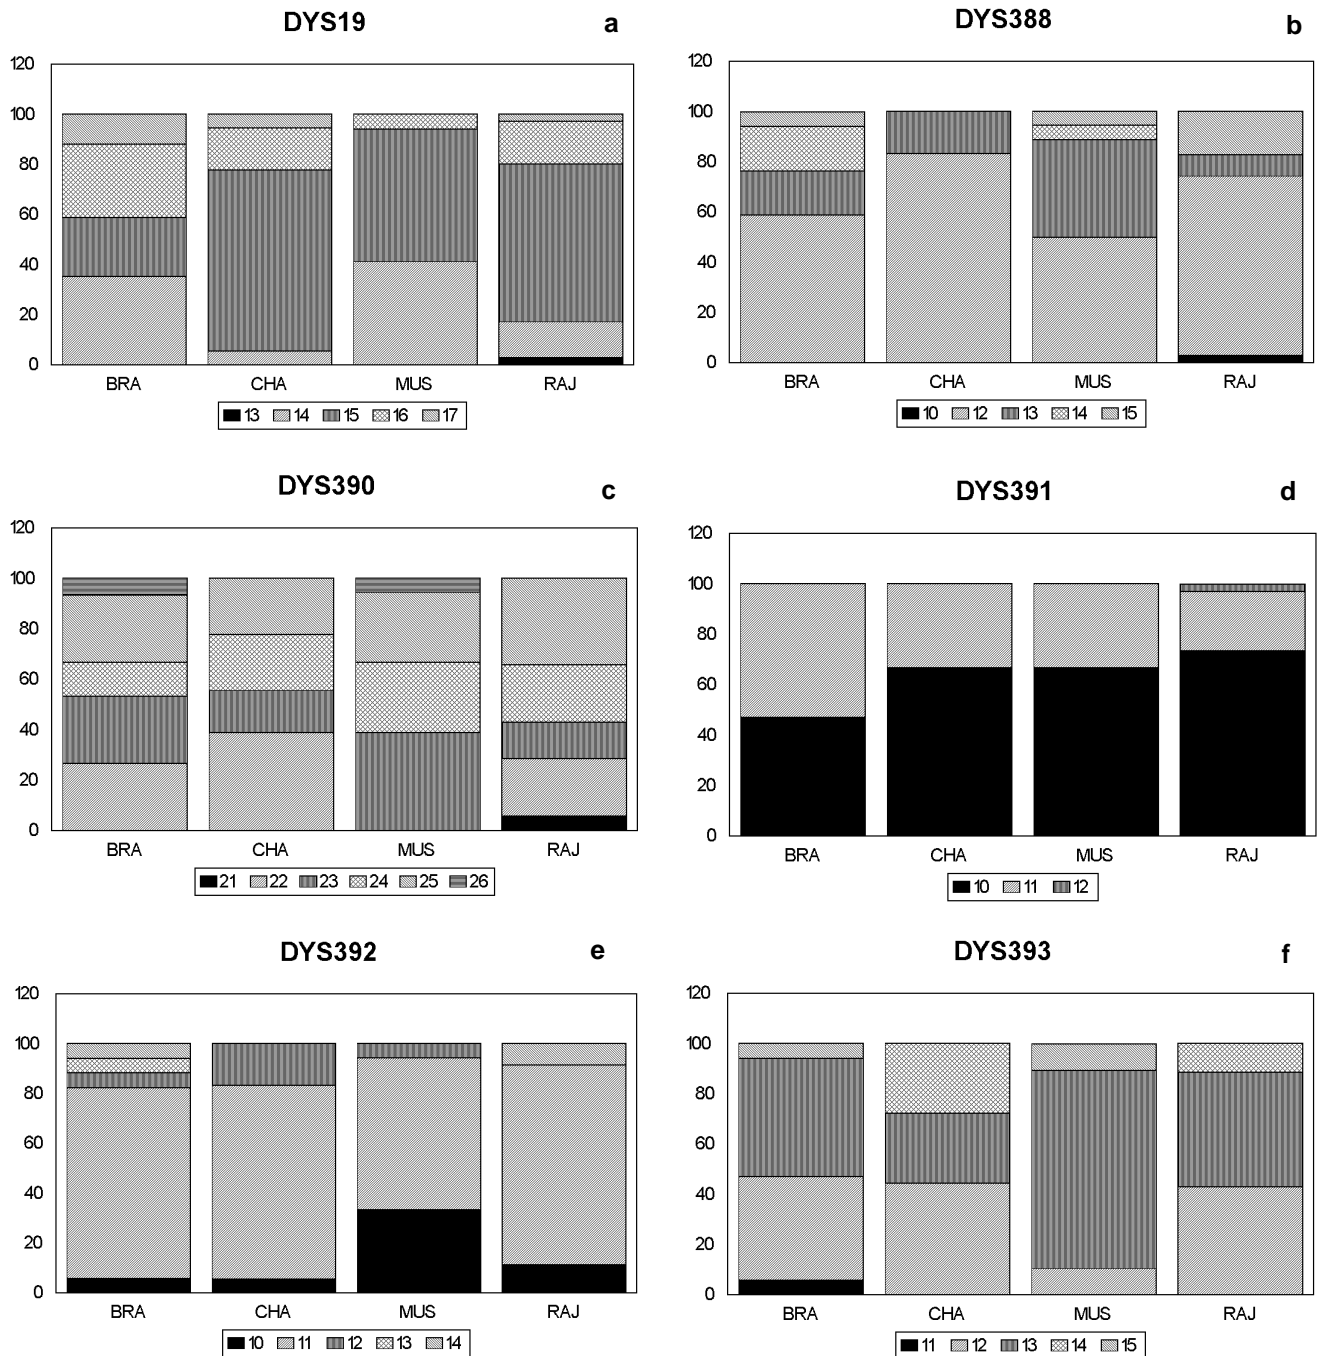 DYS19 a
120
100
80
60
40
20
0
BRA CHA MUS RAJ
13 14 15 16 17
DYS388 b
120
100
80
60
40
20
0
BRA CHA MUS RAJ
10 12 13 14 15
DYS390 c
120
100
80
60
40
20
0
BRA CHA MUS RAJ
21 22 23 24 25 26
DYS391 d
120
100
80
60
40
20
0
BRA CHA MUS RAJ
10 11 12
DYS392 e
120
100
80
60
40
20
0
BRA CHA MUS RAJ
10 11 12 13 14
DYS393 f
120
100
80
60
40
20
0
BRA CHA MUS RAJ
11 12 13 14 15